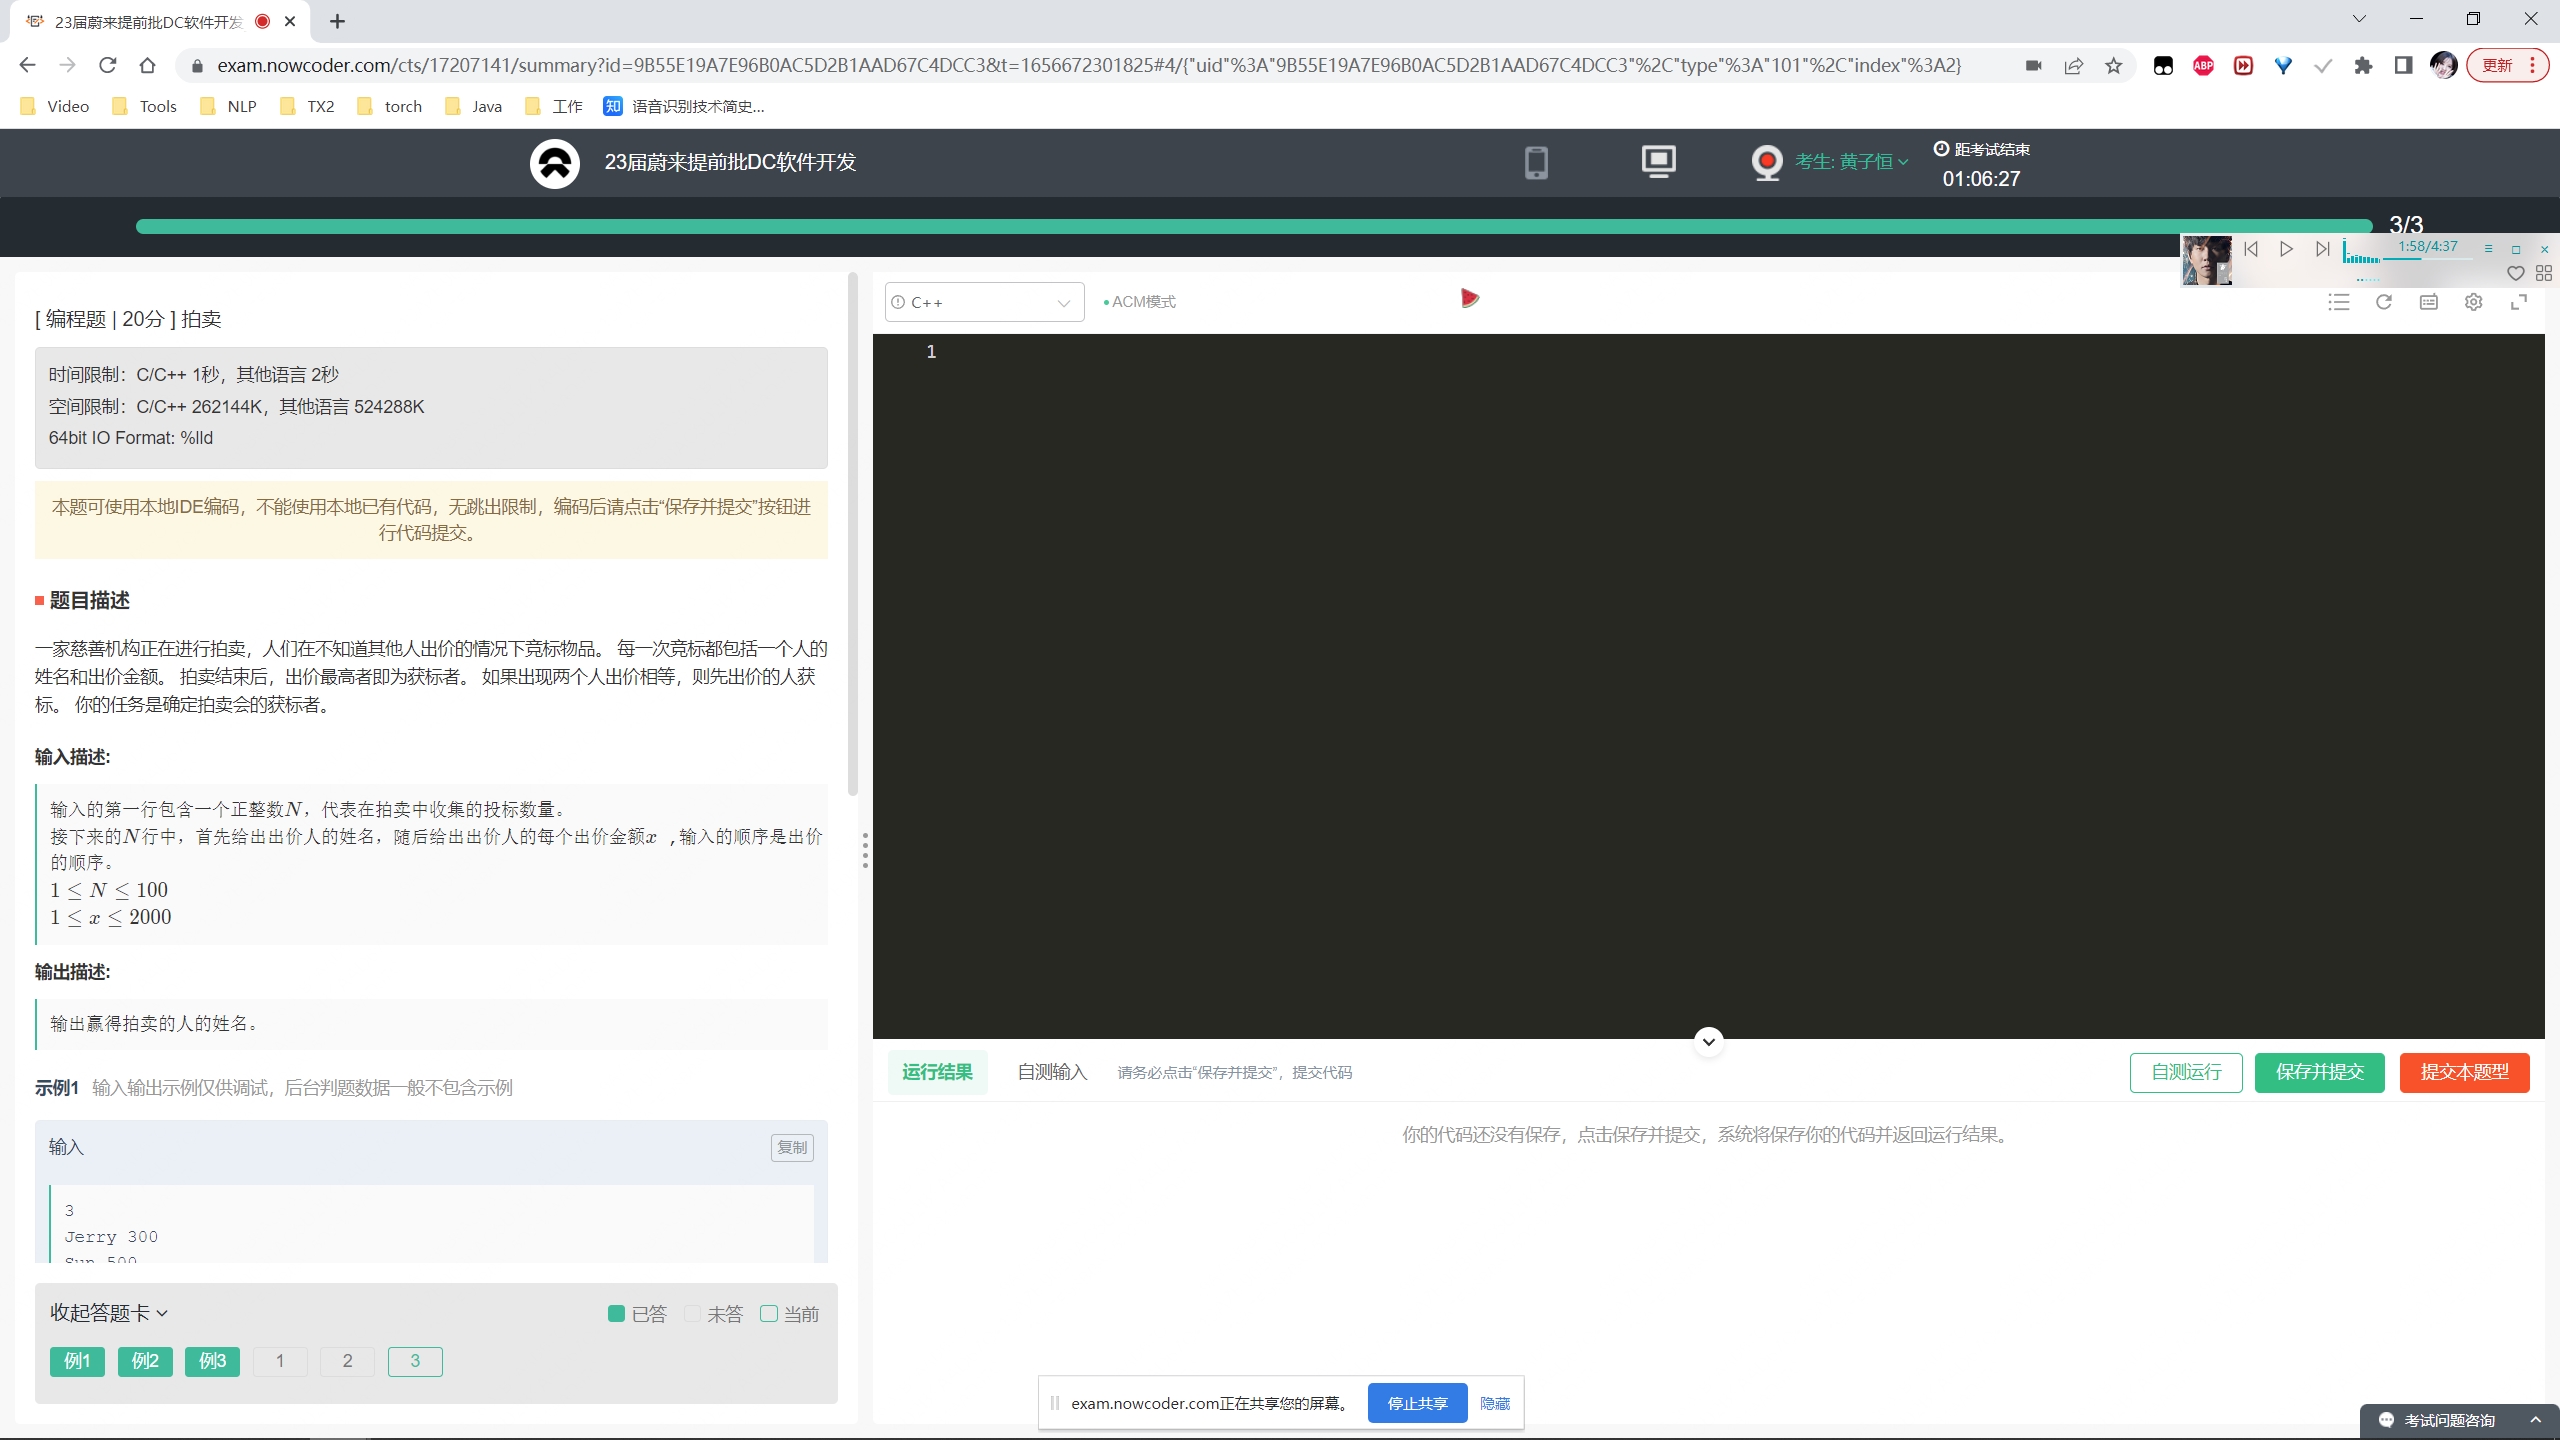 23届蔚来提前批DC软件开发
exam.nowcoder.com/cts/17207141/summary?id=9B55E19A7E96B0AC5D2B1AAD67C4DCC3&t=1656672301825#4/{"uid"%3A"9B55E19A7E96B0AC5D2B1AAD67C4DCC3"%2C"type"%3A"101"%2C"index"%3A2}
ABP
更新
Video Tools NLP TX2 torch Java 工作 知 语音识别技术简史...
23届蔚来提前批DC软件开发
考生: 黄子恒
距考试结束
01:06:27
3/3
1:58/4:37
[ 编程题 | 20分 ] 拍卖
时间限制：C/C++ 1秒，其他语言 2秒
空间限制：C/C++ 262144K，其他语言 524288K
64bit IO Format: %lld
本题可使用本地IDE编码，不能使用本地已有代码，无跳出限制，编码后请点击“保存并提交”按钮进
行代码提交。
题目描述
一家慈善机构正在进行拍卖，人们在不知道其他人出价的情况下竞标物品。 每一次竞标都包括一个人的
姓名和出价金额。 拍卖结束后，出价最高者即为获标者。 如果出现两个人出价相等，则先出价的人获
标。 你的任务是确定拍卖会的获标者。
输入描述:
输入的第一行包含一个正整数N，代表在拍卖中收集的投标数量。
接下来的N行中，首先给出出价人的姓名，随后给出出价人的每个出价金额x ,输入的顺序是出价
的顺序。
1 ≤ N ≤ 100
1 ≤ x ≤ 2000
输出描述:
输出赢得拍卖的人的姓名。
示例1 输入输出示例仅供调试，后台判题数据一般不包含示例
输入
复制
3
Jerry 300
Sun 500
收起答题卡
已答 未答 当前
例1 例2 例3 1 2 3
C++
ACM模式
1
运行结果 自测输入 请务必点击“保存并提交”，提交代码
自测运行 保存并提交 提交本题型
你的代码还没有保存，点击保存并提交，系统将保存你的代码并返回运行结果。
exam.nowcoder.com正在共享您的屏幕。 停止共享 隐藏
考试问题咨询